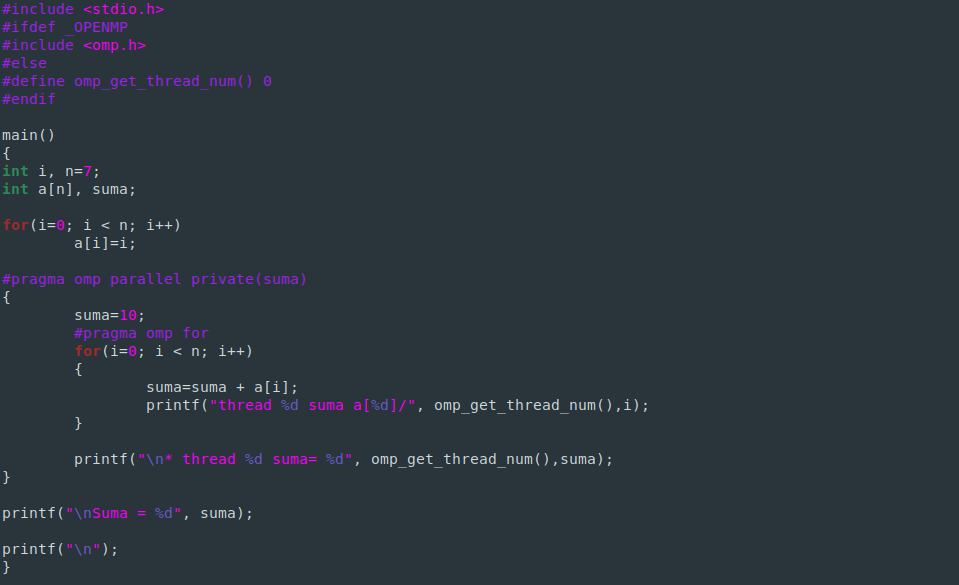 #include <stdio.h>
#ifdef _OPENMP
#include <omp.h>
#else
#define omp_get_thread_num() 0
#endif
main()
{
int i, n=7;
int a[n], suma;
for(i=0; i < n; i++)
a[i]=i;
#pragma omp parallel private(suma)
{
suma=10;
#pragma omp for
for(i=0; i < n; i++)
{
suma=suma + a[i];
printf("thread %d suma a[%d]/", omp_get_thread_num(),i);
}
printf("\n* thread %d suma= %d", omp_get_thread_num(),suma);
}
printf("\nSuma = %d", suma);
printf("\n");
}